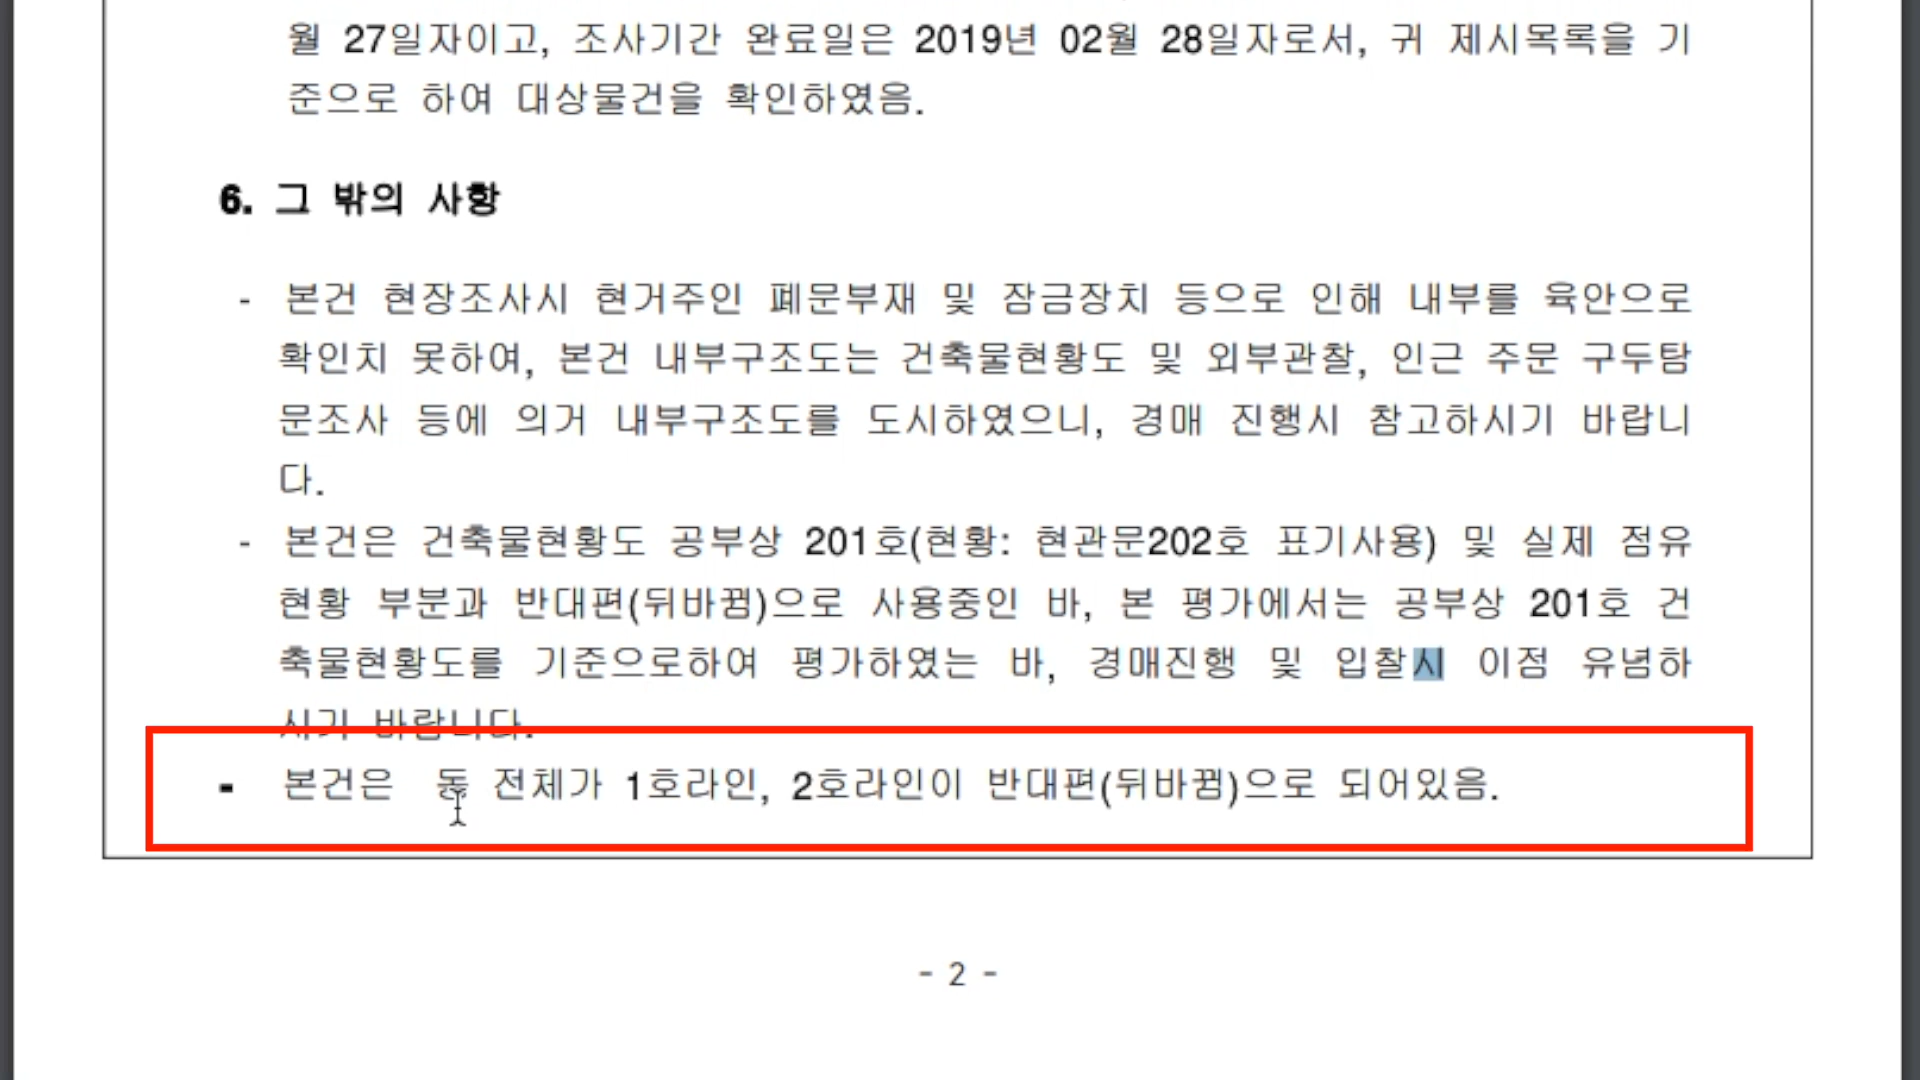 월 27일자이고, 조사기간 완료일은 2019년 02월 28일자로서, 귀 제시목록을 기
준으로 하여 대상물건을 확인하였음.
6. 그 밖의 사항
- 본건 현장조사시 현거주인 폐문부재 및 잠금장치 등으로 인해 내부를 육안으로
확인치 못하여, 본건 내부구조도는 건축물현황도 및 외부관찰, 인근 주문 구두탐
문조사 등에 의거 내부구조도를 도시하였으니, 경매 진행시 참고하시기 바랍니
다.
- 본건은 건축물현황도 공부상 201호(현황: 현관문202호 표기사용) 및 실제 점유
현황 부분과 반대편(뒤바뀜)으로 사용중인 바, 본 평가에서는 공부상 201호 건
축물현황도를 기준으로하여 평가하였는 바, 경매진행 및 입찰시 이점 유념하
시기 바랍니다.
- 본건은 동 전체가 1호라인, 2호라인이 반대편(뒤바뀜)으로 되어있음.
- 2 -